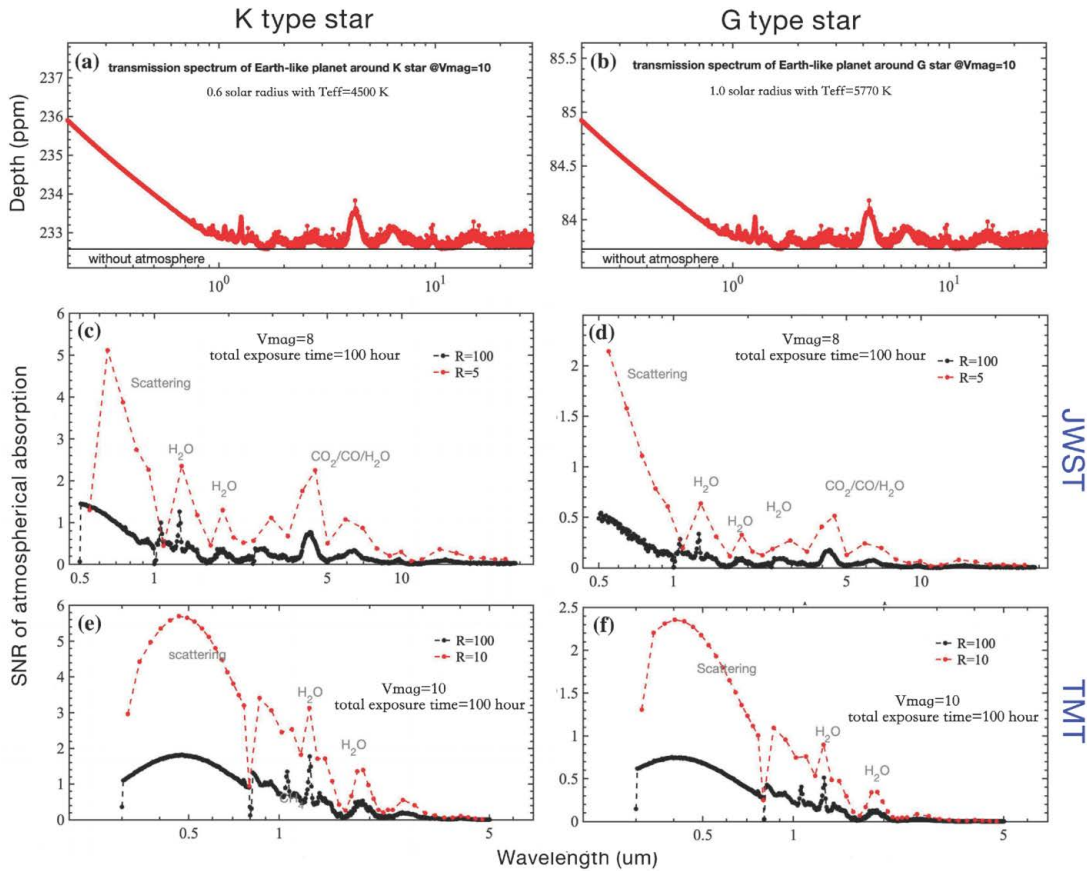 K type star
G type star
(a)
transmission spectrum of Earth-like planet around K star @Vmag=10
0.6 solar radius with Teff=4500 K
237
236
235
234
233
without atmosphere
10^0
10^1
Depth (ppm)
(b)
transmission spectrum of Earth-like planet around G star @Vmag=10
1.0 solar radius with Teff=5770 K
85.5
85
84.5
84
without atmosphere
10^0
10^1
(c)
Vmag=8
total exposure time=100 hour
R=100
R=5
Scattering
H2O
H2O
CO2/CO/H2O
6
5
4
3
2
1
0
0.5
1
5
10
(d)
Vmag=8
total exposure time=100 hour
R=100
R=5
Scattering
H2O
H2O
H2O
CO2/CO/H2O
2
1.5
1
0.5
0
0.5
1
5
10
JWST
SNR of atmospherical absorption
(e)
R=100
R=10
scattering
Vmag=10
total exposure time=100 hour
H2O
H2O
6
5
4
3
2
1
0
0.5
1
5
(f)
R=100
R=10
Scattering
Vmag=10
total exposure time=100 hour
H2O
H2O
2.5
2
1.5
1
0.5
0
0.5
1
5
TMT
Wavelength (um)